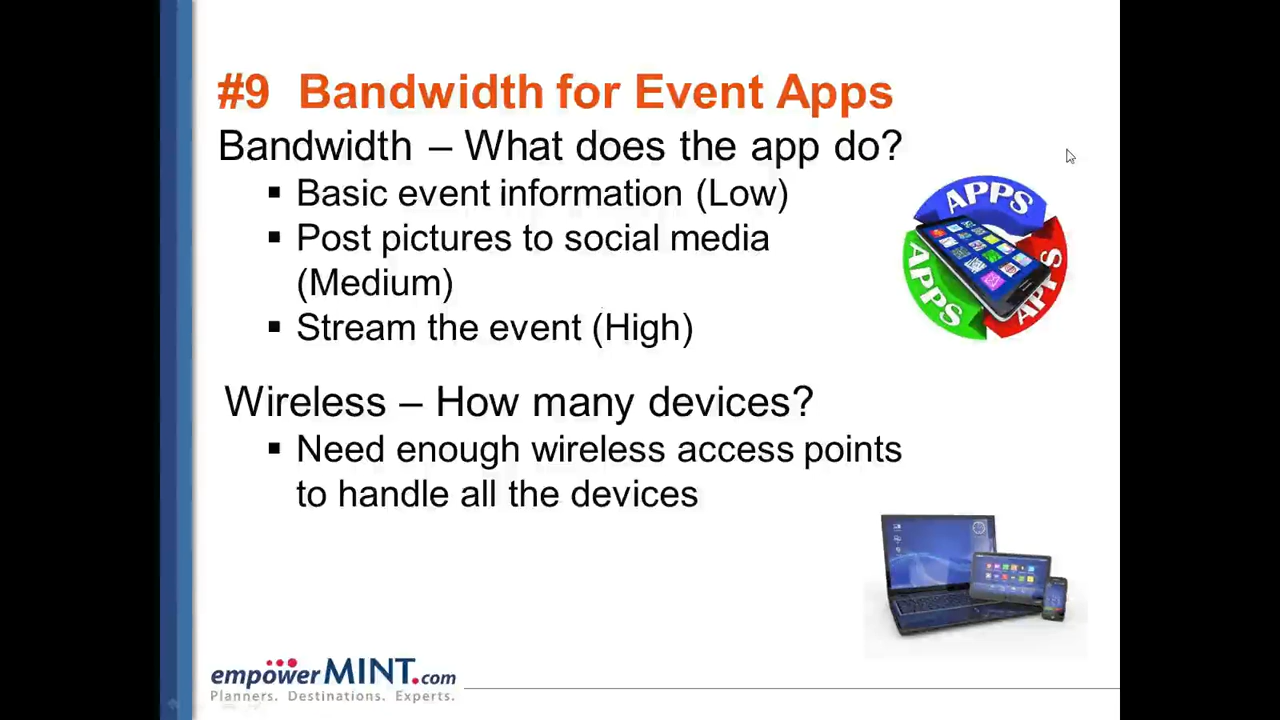 #9 Bandwidth for Event Apps
Bandwidth – What does the app do?
▪ Basic event information (Low)
▪ Post pictures to social media
(Medium)
▪ Stream the event (High)
APPS
APPS
APPS
Wireless – How many devices?
▪ Need enough wireless access points
to handle all the devices
empowerMINT.com
Planners. Destinations. Experts.